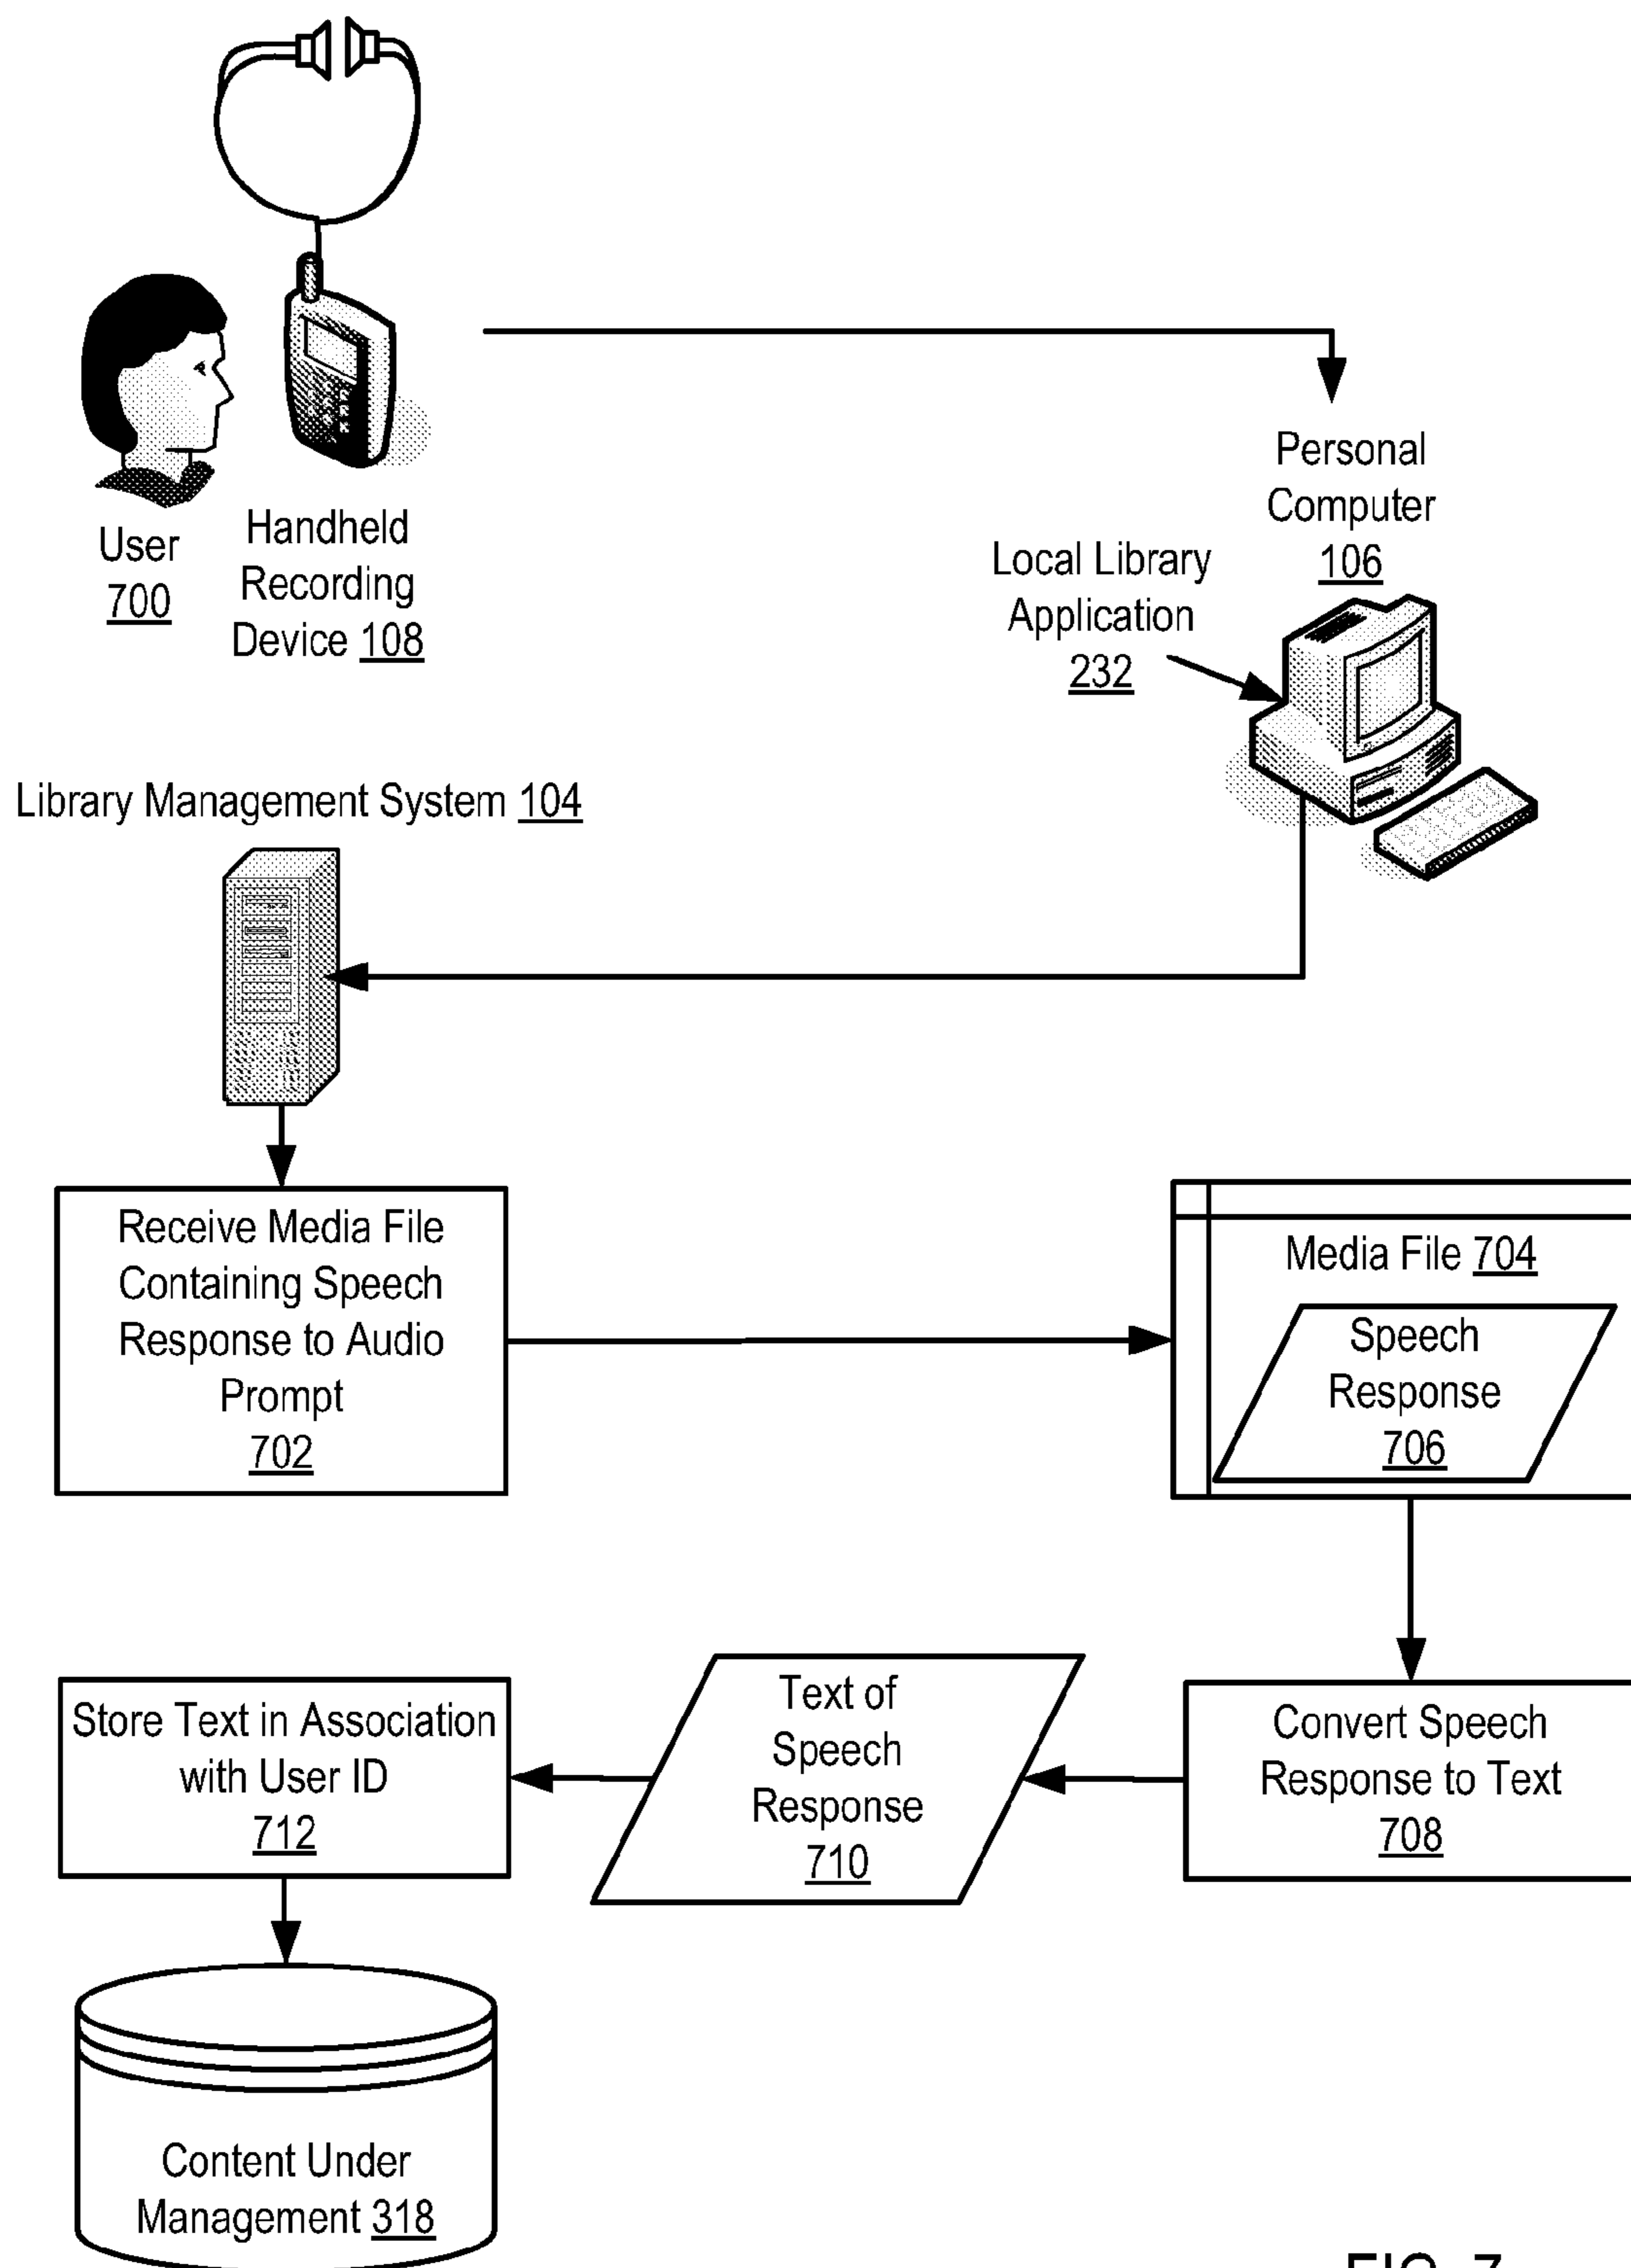 User
700
Handheld
Recording
Device 108
Personal
Computer
106
Local Library
Application
232
Library Management System 104
Receive Media File
Containing Speech
Response to Audio
Prompt
702
Media File 704
Speech
Response
706
Store Text in Association
with User ID
712
Text of
Speech
Response
710
Convert Speech
Response to Text
708
Content Under
Management 318
FIG. 7